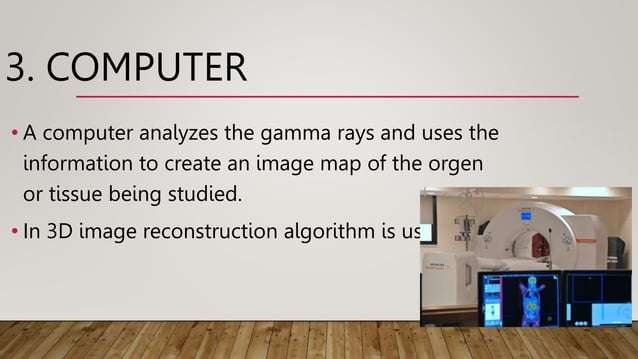 3. COMPUTER
• A computer analyzes the gamma rays and uses the
information to create an image map of the orgen
or tissue being studied.
• In 3D image reconstruction algorithm is us